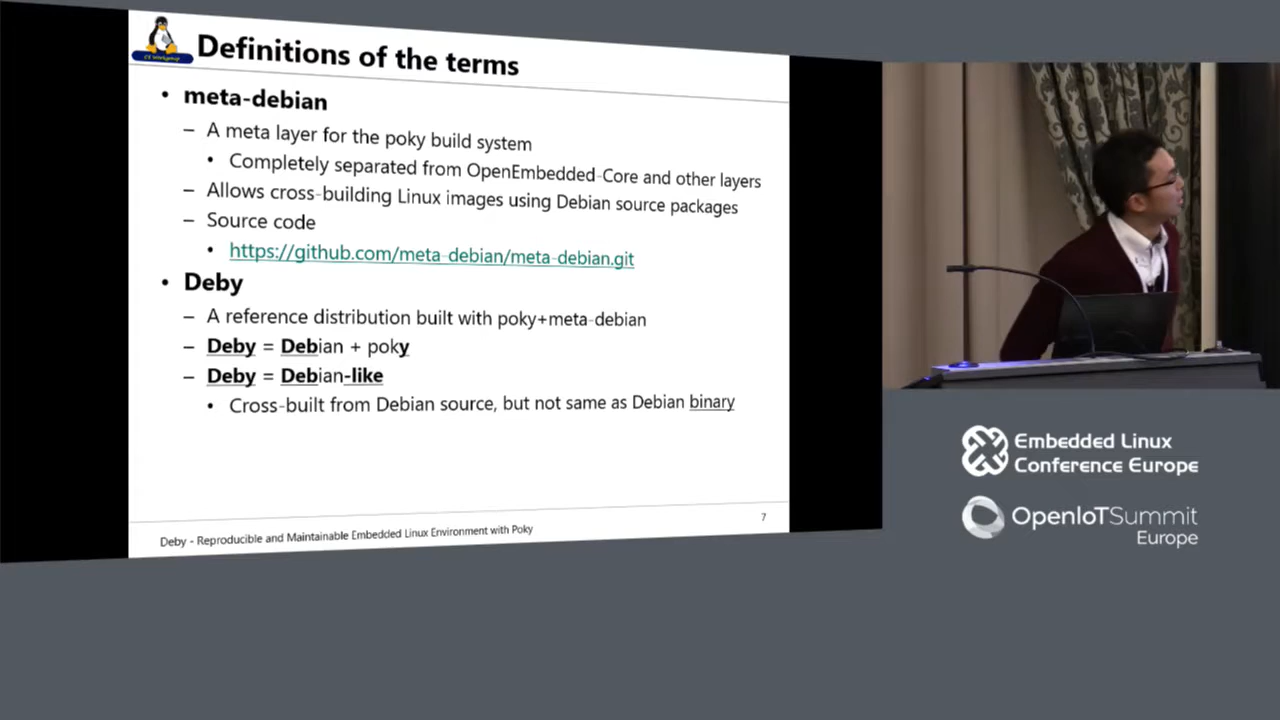 Definitions of the terms
• meta-debian
– A meta layer for the poky build system
• Completely separated from OpenEmbedded-Core and other layers
– Allows cross-building Linux images using Debian source packages
– Source code
• https://github.com/meta-debian/meta-debian.git
• Deby
– A reference distribution built with poky+meta-debian
– Deby = Debian + poky
– Deby = Debian-like
• Cross-built from Debian source, but not same as Debian binary
Deby - Reproducible and Maintainable Embedded Linux Environment with Poky
7
Embedded Linux
Conference Europe
OpenIoTSummit
Europe